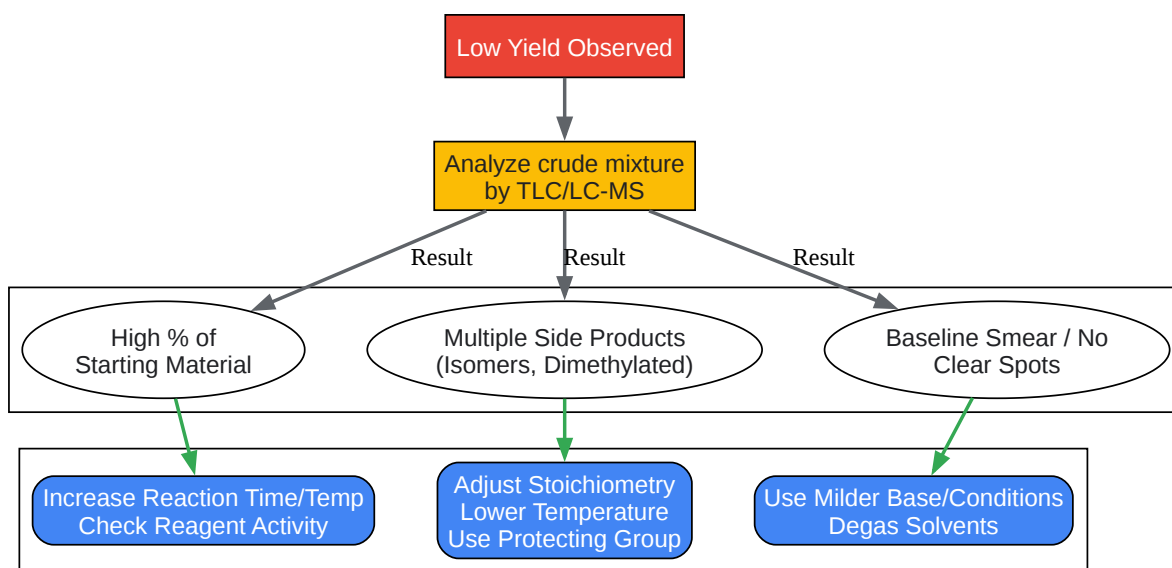 Low Yield Observed
Analyze crude mixture
by TLC/LC-MS
Result
Result
Result
High % of
Starting Material
Multiple Side Products
(Isomers, Dimethylated)
Baseline Smear / No
Clear Spots
Increase Reaction Time/Temp
Check Reagent Activity
Adjust Stoichiometry
Lower Temperature
Use Protecting Group
Use Milder Base/Conditions
Degas Solvents